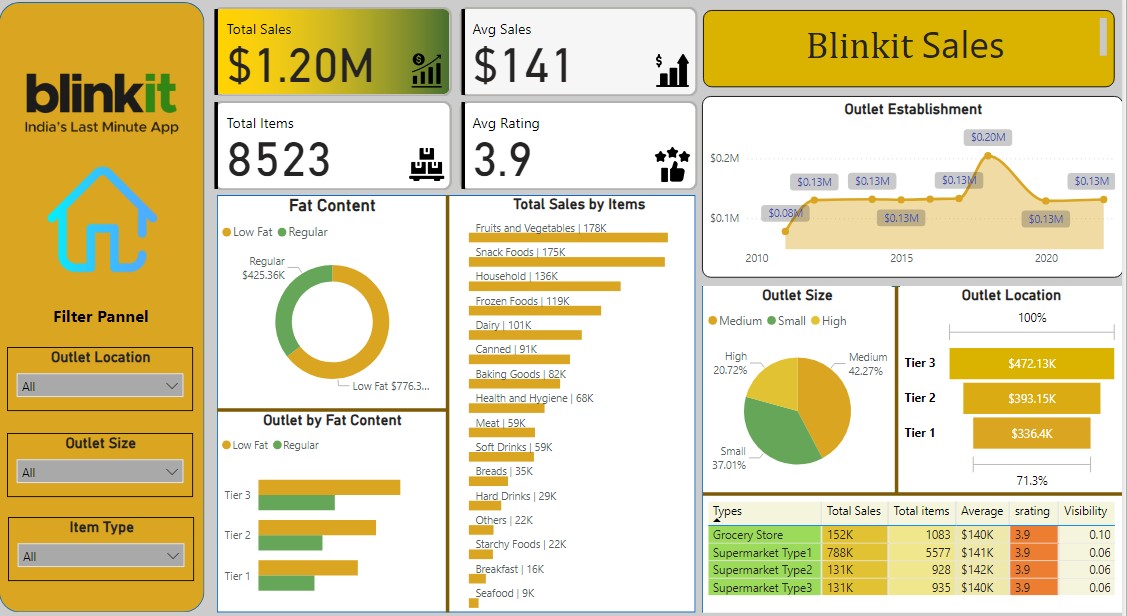 blinkit
India's Last Minute App
Filter Pannel
Outlet Location
All
Outlet Size
All
Item Type
All
Total Sales
$1.20M
Avg Sales
$141
Total Items
8523
Avg Rating
3.9
Blinkit Sales
Outlet Establishment
$0.2M
$0.1M
$0.08M
$0.13M
$0.13M
$0.13M
$0.13M
$0.20M
$0.13M
$0.13M
2010
2015
2020
Fat Content
Low Fat
Regular
Regular
$425.36K
Low Fat $776.3...
Outlet by Fat Content
Low Fat
Regular
Tier 3
Tier 2
Tier 1
Total Sales by Items
Fruits and Vegetables | 178K
Snack Foods | 175K
Household | 136K
Frozen Foods | 119K
Dairy | 101K
Canned | 91K
Baking Goods | 82K
Health and Hygiene | 68K
Meat | 59K
Soft Drinks | 59K
Breads | 35K
Hard Drinks | 29K
Others | 22K
Starchy Foods | 22K
Breakfast | 16K
Seafood | 9K
Outlet Size
Medium
Small
High
High
20.72%
Medium
42.27%
Small
37.01%
Outlet Location
100%
Tier 3 $472.13K
Tier 2 $393.15K
Tier 1 $336.4K
71.3%
Types Total Sales Total items Average srating Visibility
Grocery Store 152K 1083 $140K 3.9 0.10
Supermarket Type1 788K 5577 $141K 3.9 0.06
Supermarket Type2 131K 928 $142K 3.9 0.06
Supermarket Type3 131K 935 $140K 3.9 0.06